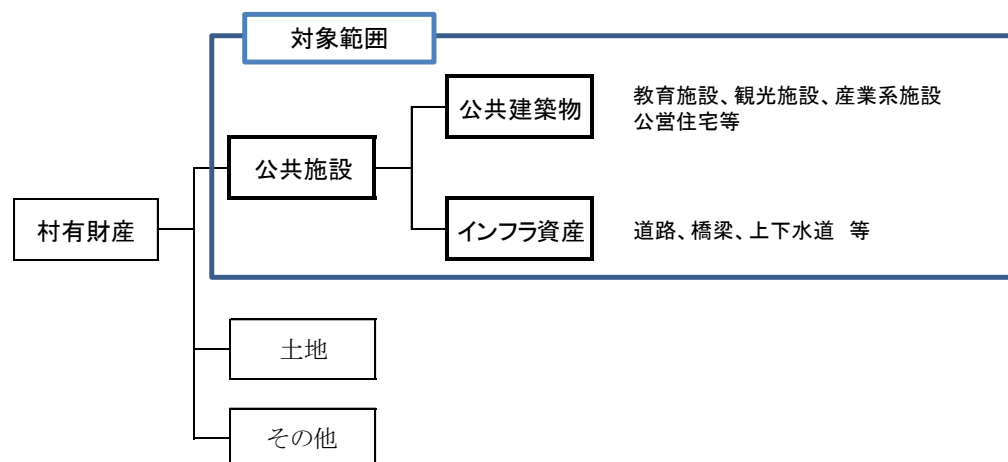 対象範囲
公共建築物
教育施設、観光施設、産業系施設
公営住宅等
公共施設
村有財産
インフラ資産
道路、橋梁、上下水道　等
土地
その他